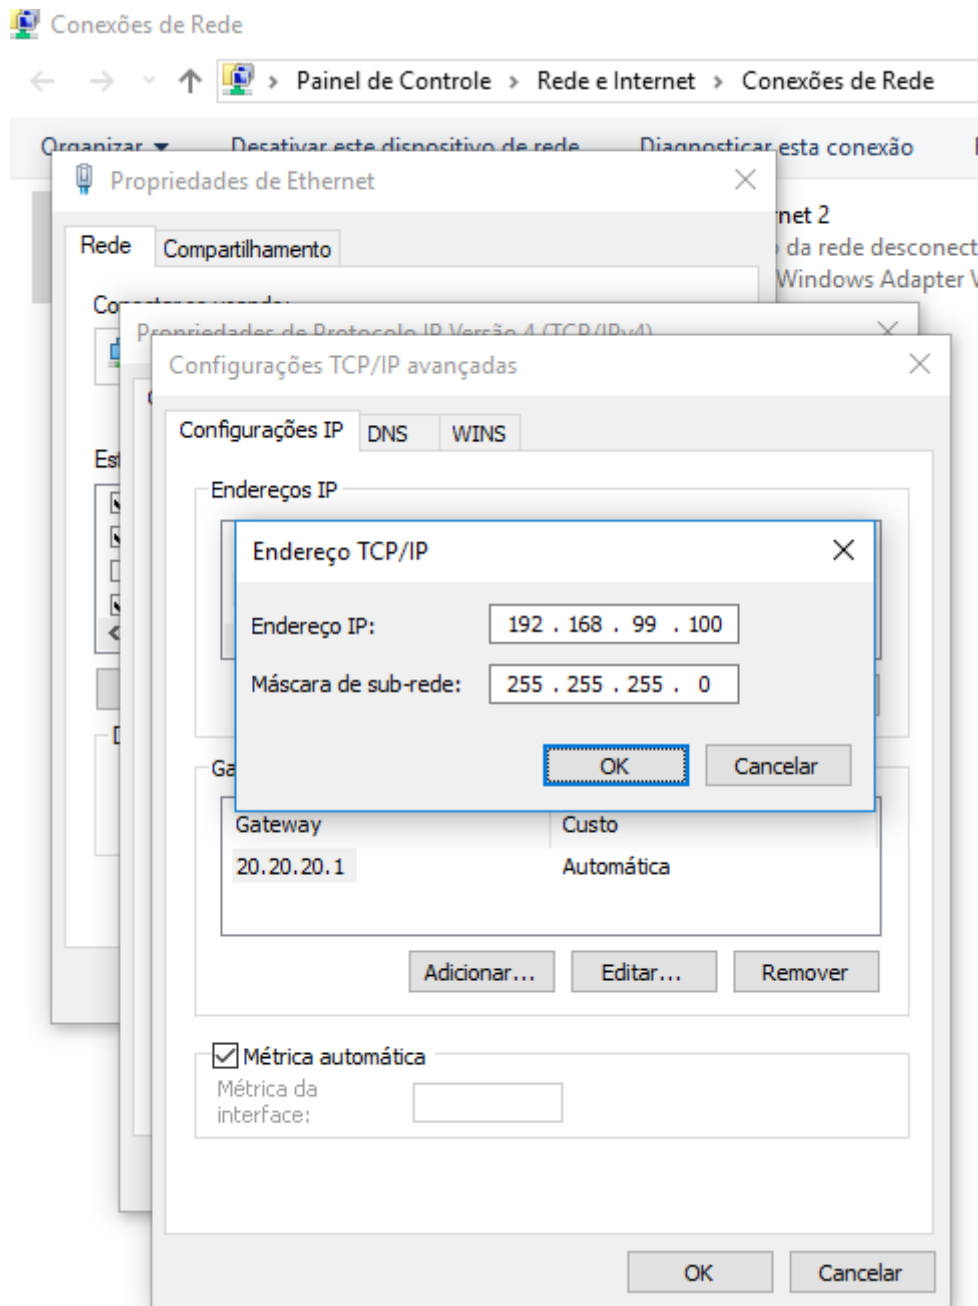 Conexões de Rede
Painel de Controle > Rede e Internet > Conexões de Rede
Organizar Desativar este dispositivo de rede Diagnosticar esta conexão
Propriedades de Ethernet
Rede Compartilhamento
rnet 2
da rede desconect
Windows Adapter V
Propriedades de Protocolo IP Versão 4 (TCP/IPv4)
Configurações TCP/IP avançadas
Configurações IP DNS WINS
Endereços IP
Endereço TCP/IP
Endereço IP: 192 . 168 . 99 . 100
Máscara de sub-rede: 255 . 255 . 255 . 0
OK Cancelar
Gateway Custo
20.20.20.1 Automática
Adicionar... Editar... Remover
Métrica automática
Métrica da
interface:
OK Cancelar